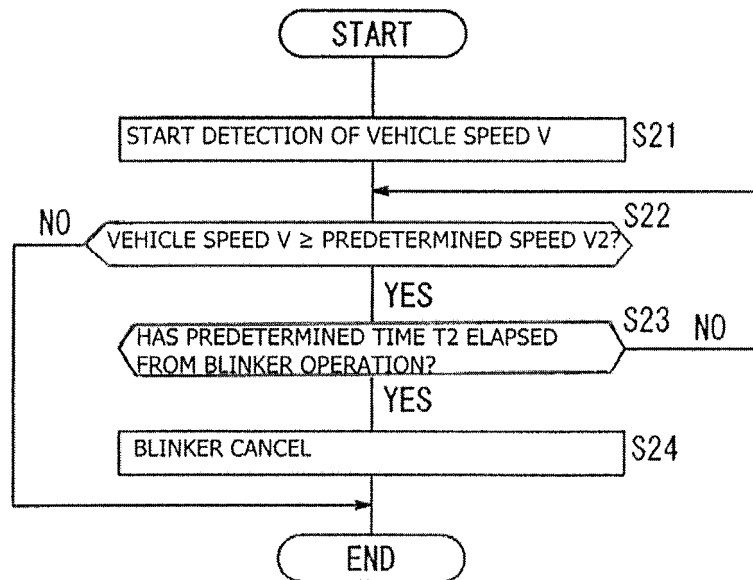 START
START DETECTION OF VEHICLE SPEED V
S21
NO
S22
VEHICLE SPEED V ≥ PREDETERMINED SPEED V2?
YES
S23
HAS PREDETERMINED TIME T2 ELAPSED
NO
FROM BLINKER OPERATION?
YES
BLINKER CANCEL
S24
END